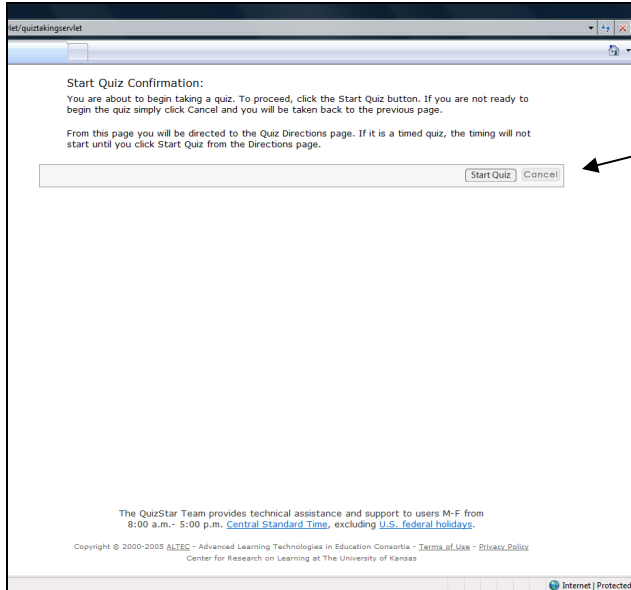 vlet/quiztakingservlet
Start Quiz Confirmation:
You are about to begin taking a quiz. To proceed, click the Start Quiz button. If you are not ready to
begin the quiz simply click Cancel and you will be taken back to the previous page.
From this page you will be directed to the Quiz Directions page. If it is a timed quiz, the timing will not
start until you click Start Quiz from the Directions page.
Start Quiz Cancel
The QuizStar Team provides technical assistance and support to users M-F from
8:00 a.m.- 5:00 p.m. Central Standard Time, excluding U.S. federal holidays.
Copyright © 2000-2005 ALTEC - Advanced Learning Technologies in Education Consortia - Terms of Use - Privacy Policy
Center for Research on Learning at The University of Kansas
Internet | Protected